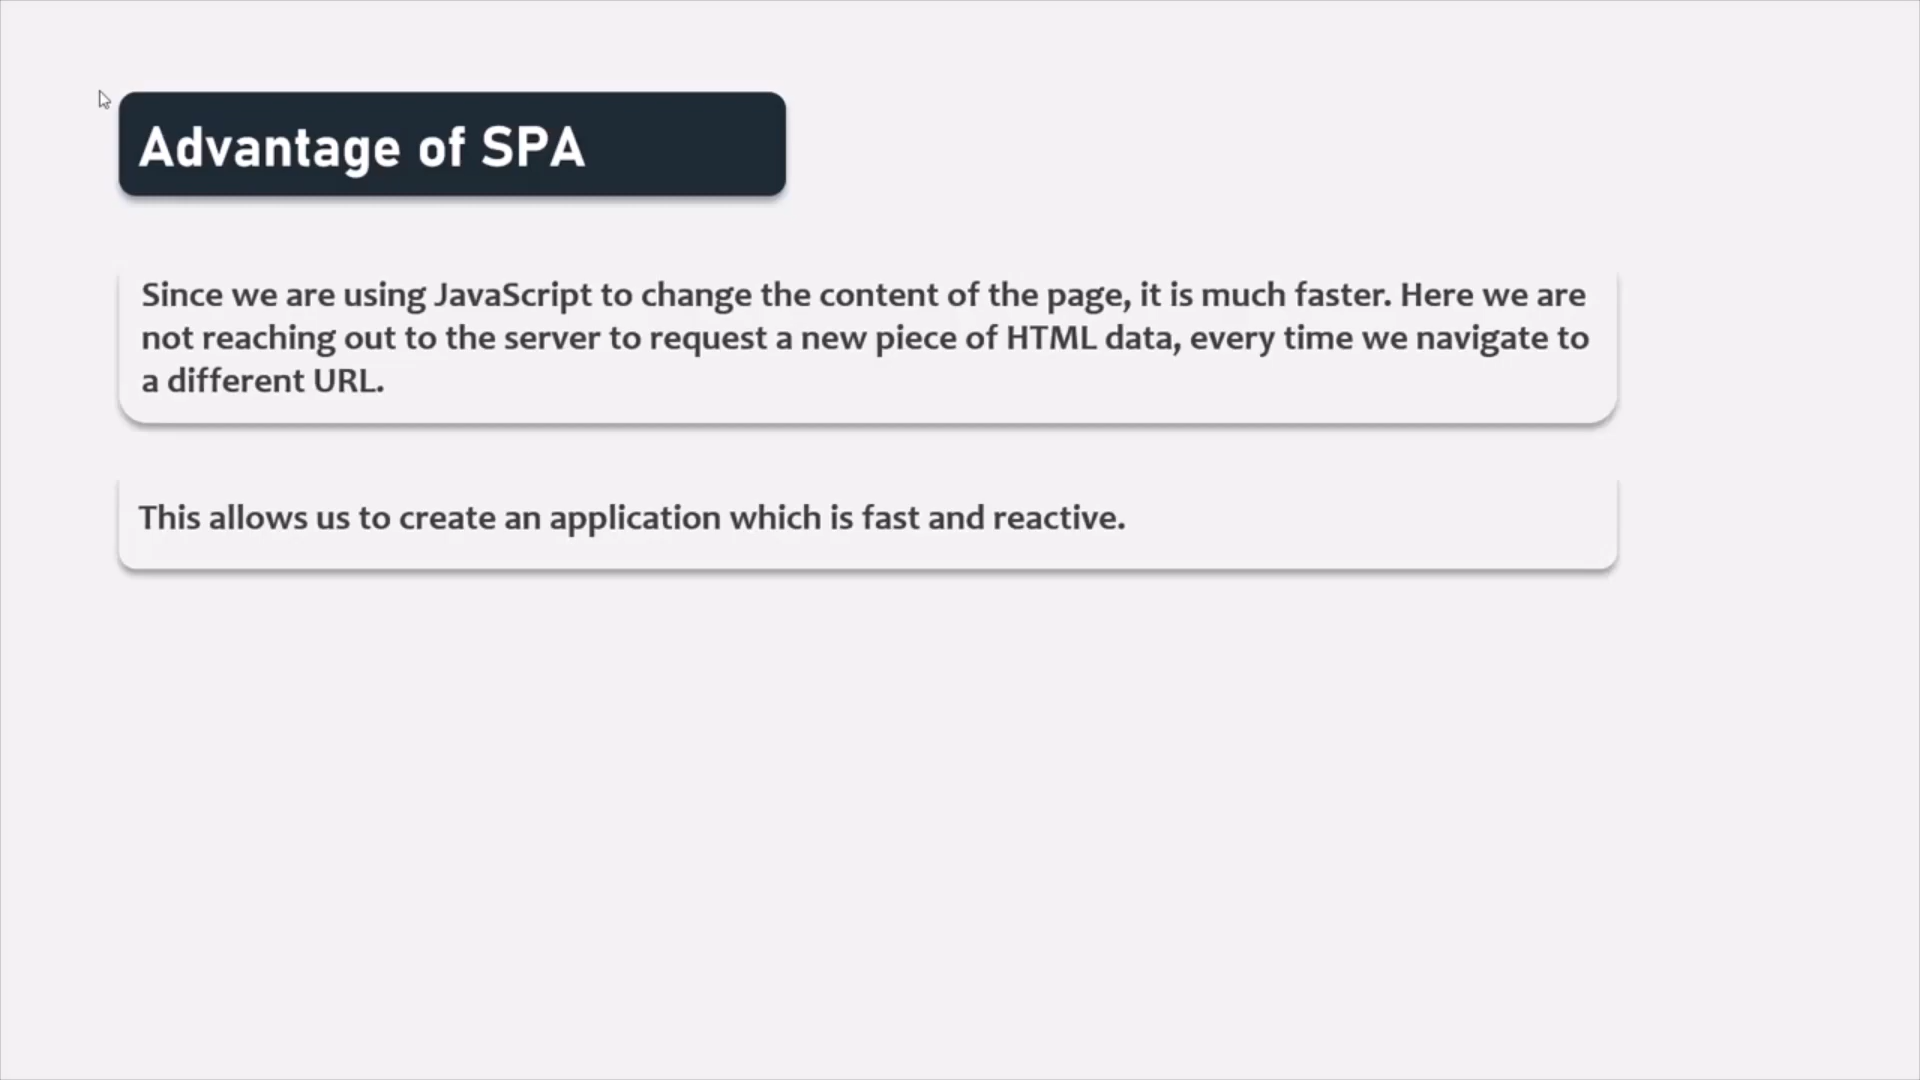 Advantage of SPA
Since we are using JavaScript to change the content of the page, it is much faster. Here we are
not reaching out to the server to request a new piece of HTML data, every time we navigate to
a different URL.
This allows us to create an application which is fast and reactive.